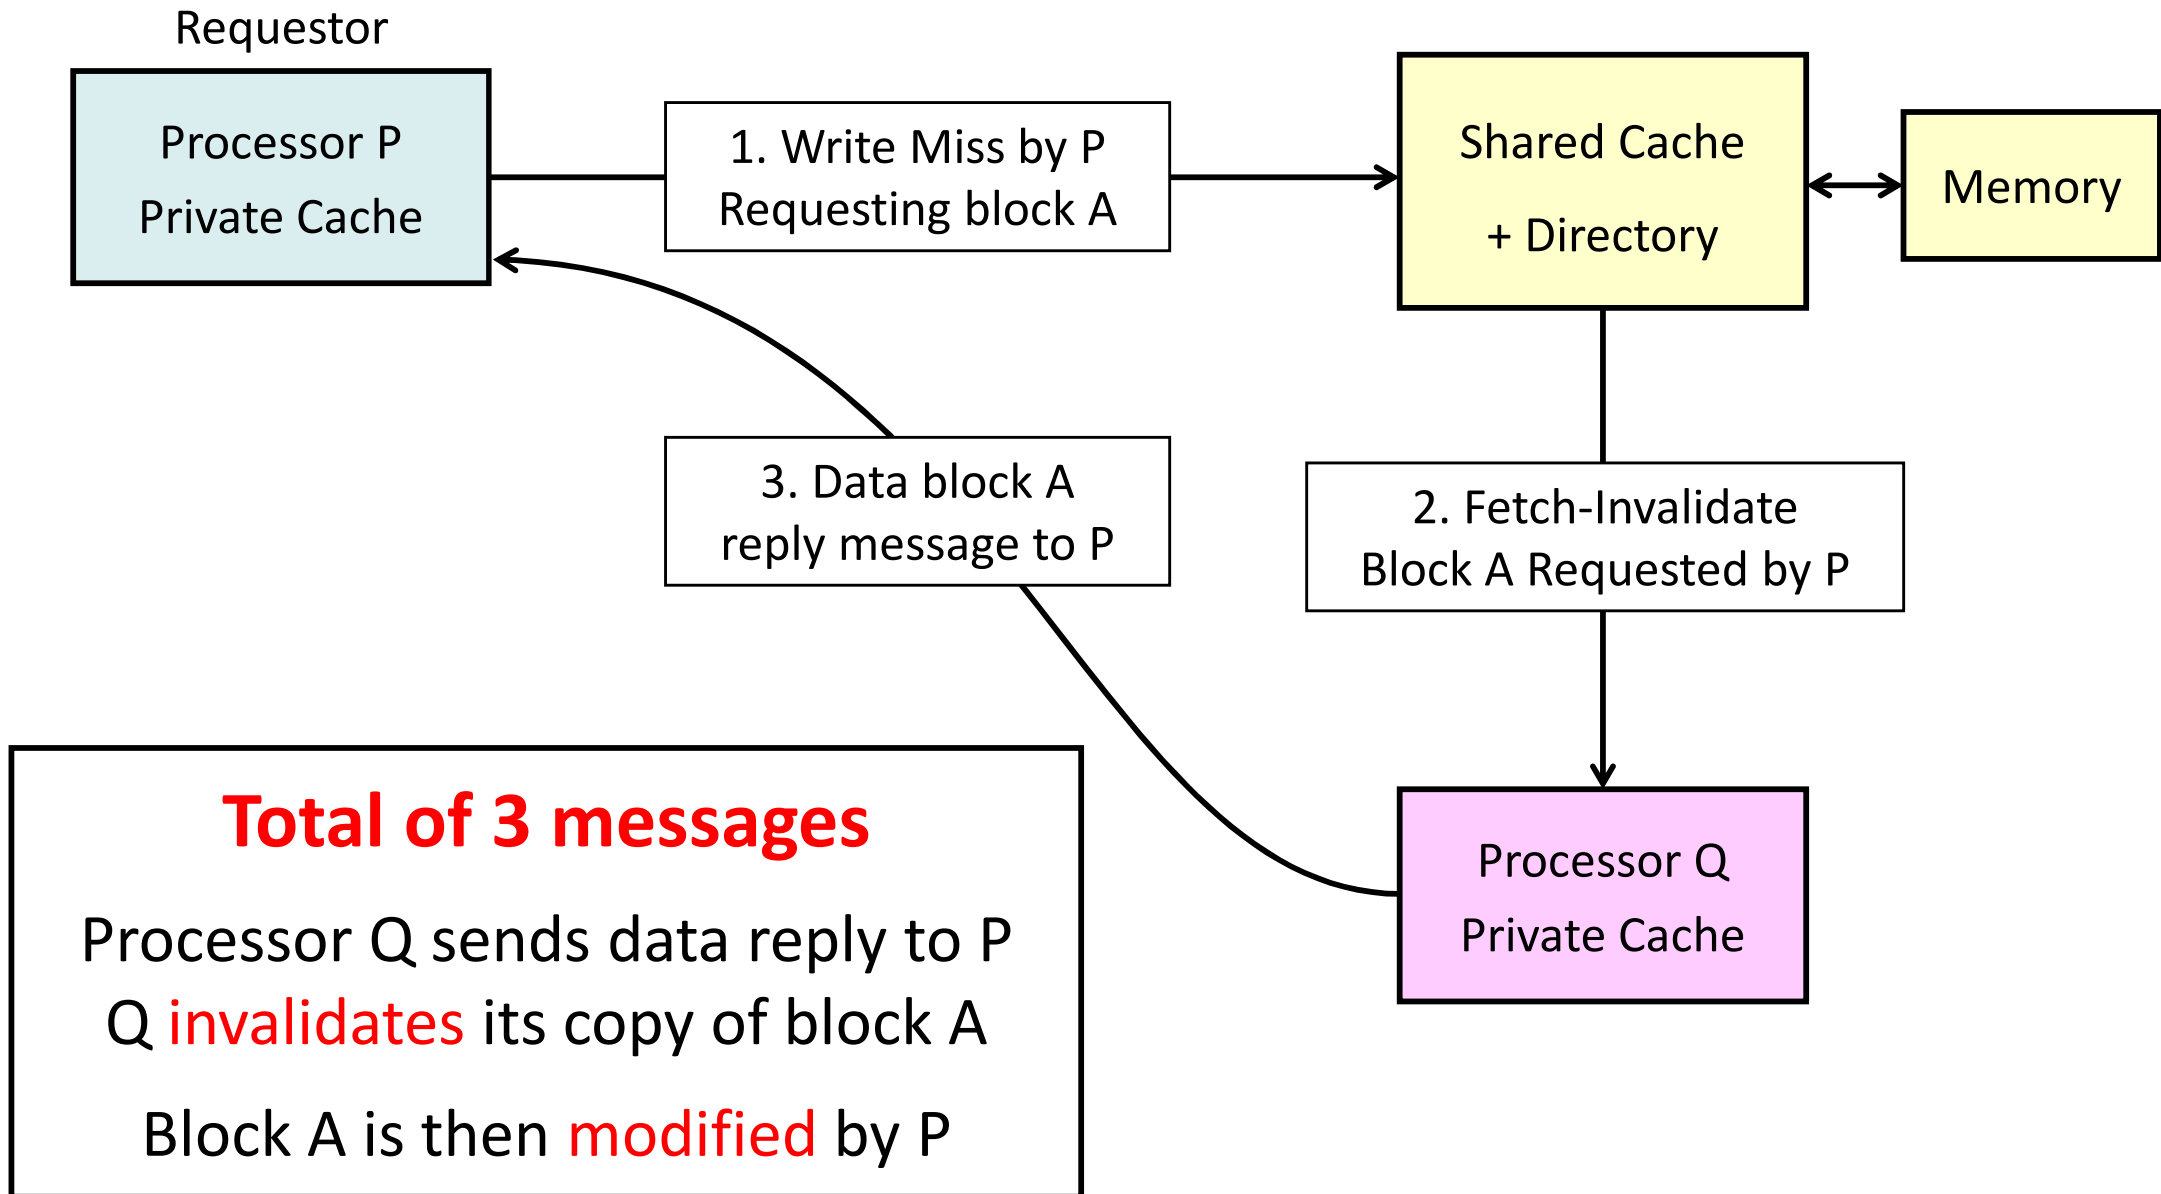 Requestor
Processor P
Private Cache
1. Write Miss by P
Requesting block A
Shared Cache
+ Directory
Memory
3. Data block A
reply message to P
2. Fetch-Invalidate
Block A Requested by P
Processor Q
Private Cache
Total of 3 messages
Processor Q sends data reply to P
Q invalidates its copy of block A
Block A is then modified by P